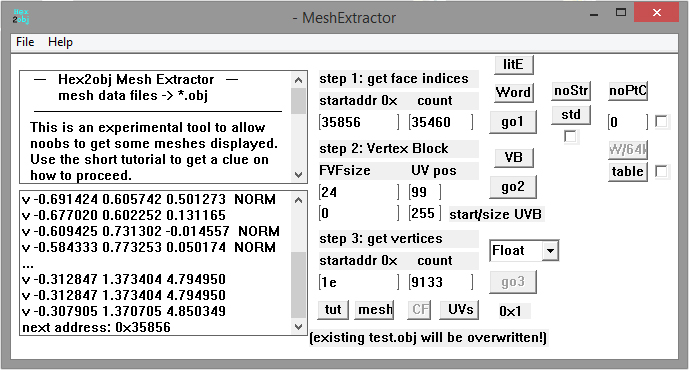 Hex
2obj
- MeshExtractor
File Help
— Hex2obj Mesh Extractor —
mesh data files -> *.obj
This is an experimental tool to allow
noobs to get some meshes displayed.
Use the short tutorial to get a clue on
how to proceed.
v -0.691424 0.605742 0.501273 NORM
v -0.677020 0.602252 0.131165
v -0.609425 0.731302 -0.014557 NORM
v -0.584333 0.773253 0.050174 NORM
...
v -0.312847 1.373404 4.794950
v -0.312847 1.373404 4.794950
v -0.307905 1.370705 4.850349
next address: 0x35856
step 1: get face indices
startaddr 0x count
35856 35460
step 2: Vertex Block
FVFsize UV pos
24 99
0 255 start/size UVB
step 3: get vertices
startaddr 0x count
1e 9133
tut mesh CF UVs
(existing test.obj will be overwritten!)
litE
Word
go1
VB
go2
Float
go3
0x1
noStr
std
noPtC
0
W/64k
table